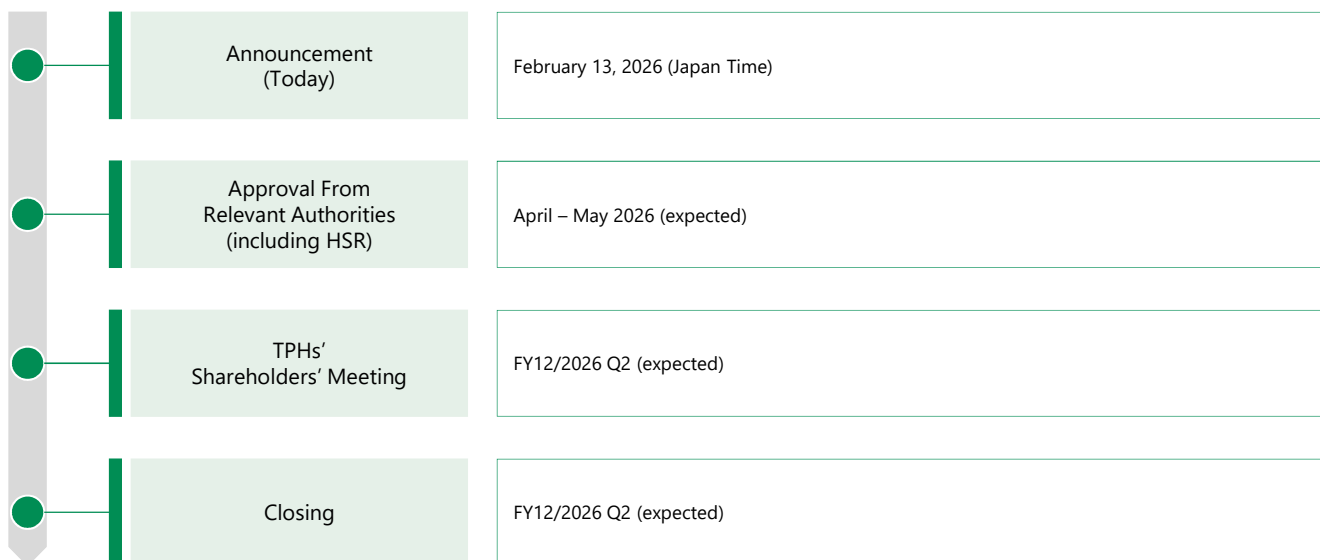 Announcement
(Today)
February 13, 2026 (Japan Time)
Approval From
Relevant Authorities
(including HSR)
April – May 2026 (expected)
TPHs’
Shareholders’ Meeting
FY12/2026 Q2 (expected)
Closing
FY12/2026 Q2 (expected)